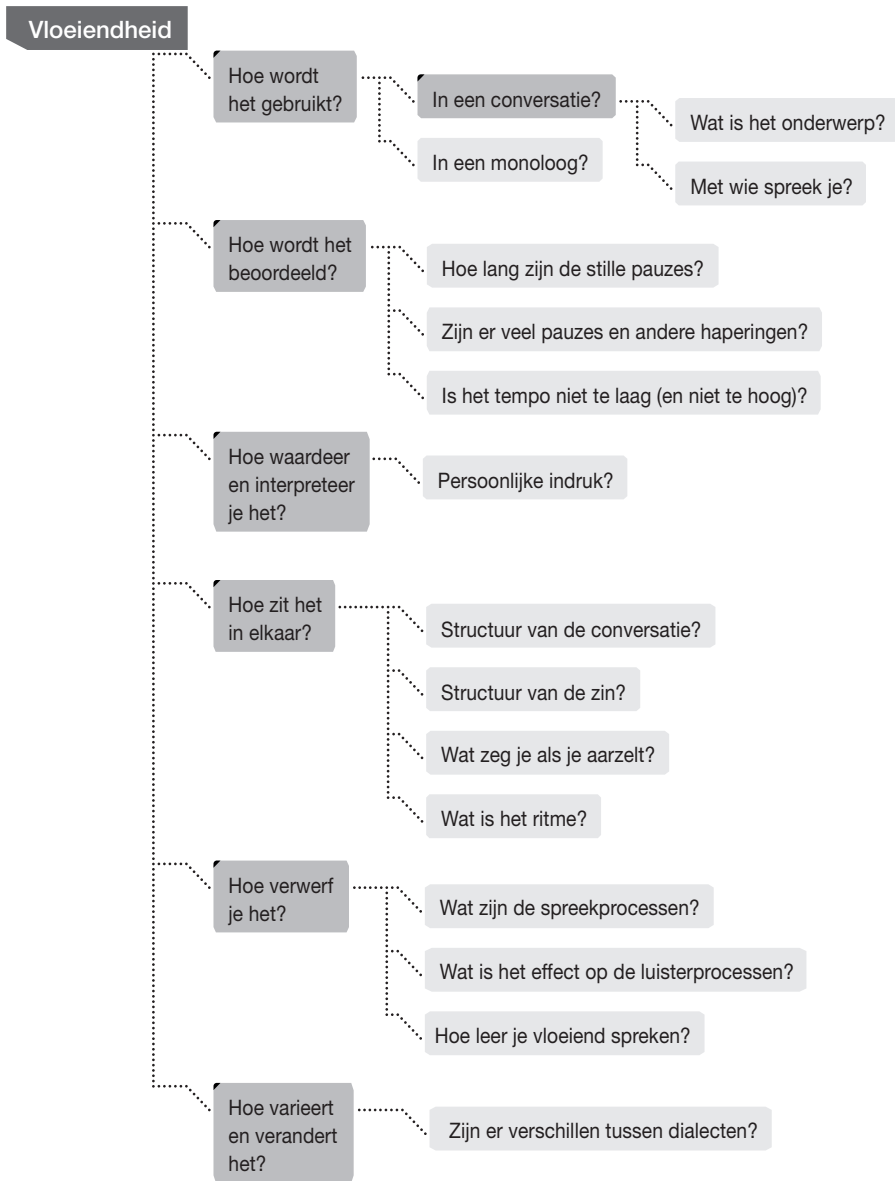 Vloeiendheid
Hoe wordt
het gebruikt?
In een conversatie?
Wat is het onderwerp?
Met wie spreek je?
In een monoloog?
Hoe wordt het
beoordeeld?
Hoe lang zijn de stille pauzes?
Zijn er veel pauzes en andere haperingen?
Is het tempo niet te laag (en niet te hoog)?
Hoe waardeer
en interpreteer
je het?
Persoonlijke indruk?
Hoe zit het
in elkaar?
Structuur van de conversatie?
Structuur van de zin?
Wat zeg je als je aarzelt?
Wat is het ritme?
Hoe verwerf
je het?
Wat zijn de spreekprocessen?
Wat is het effect op de luisterprocessen?
Hoe leer je vloeiend spreken?
Hoe varieert
en verandert
het?
Zijn er verschillen tussen dialecten?